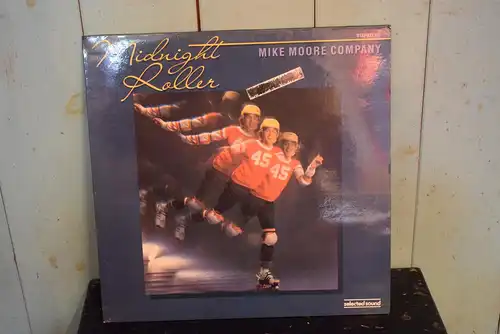 Midnight
Roller
MIKE MOORE COMPANY
45
45
selected sound